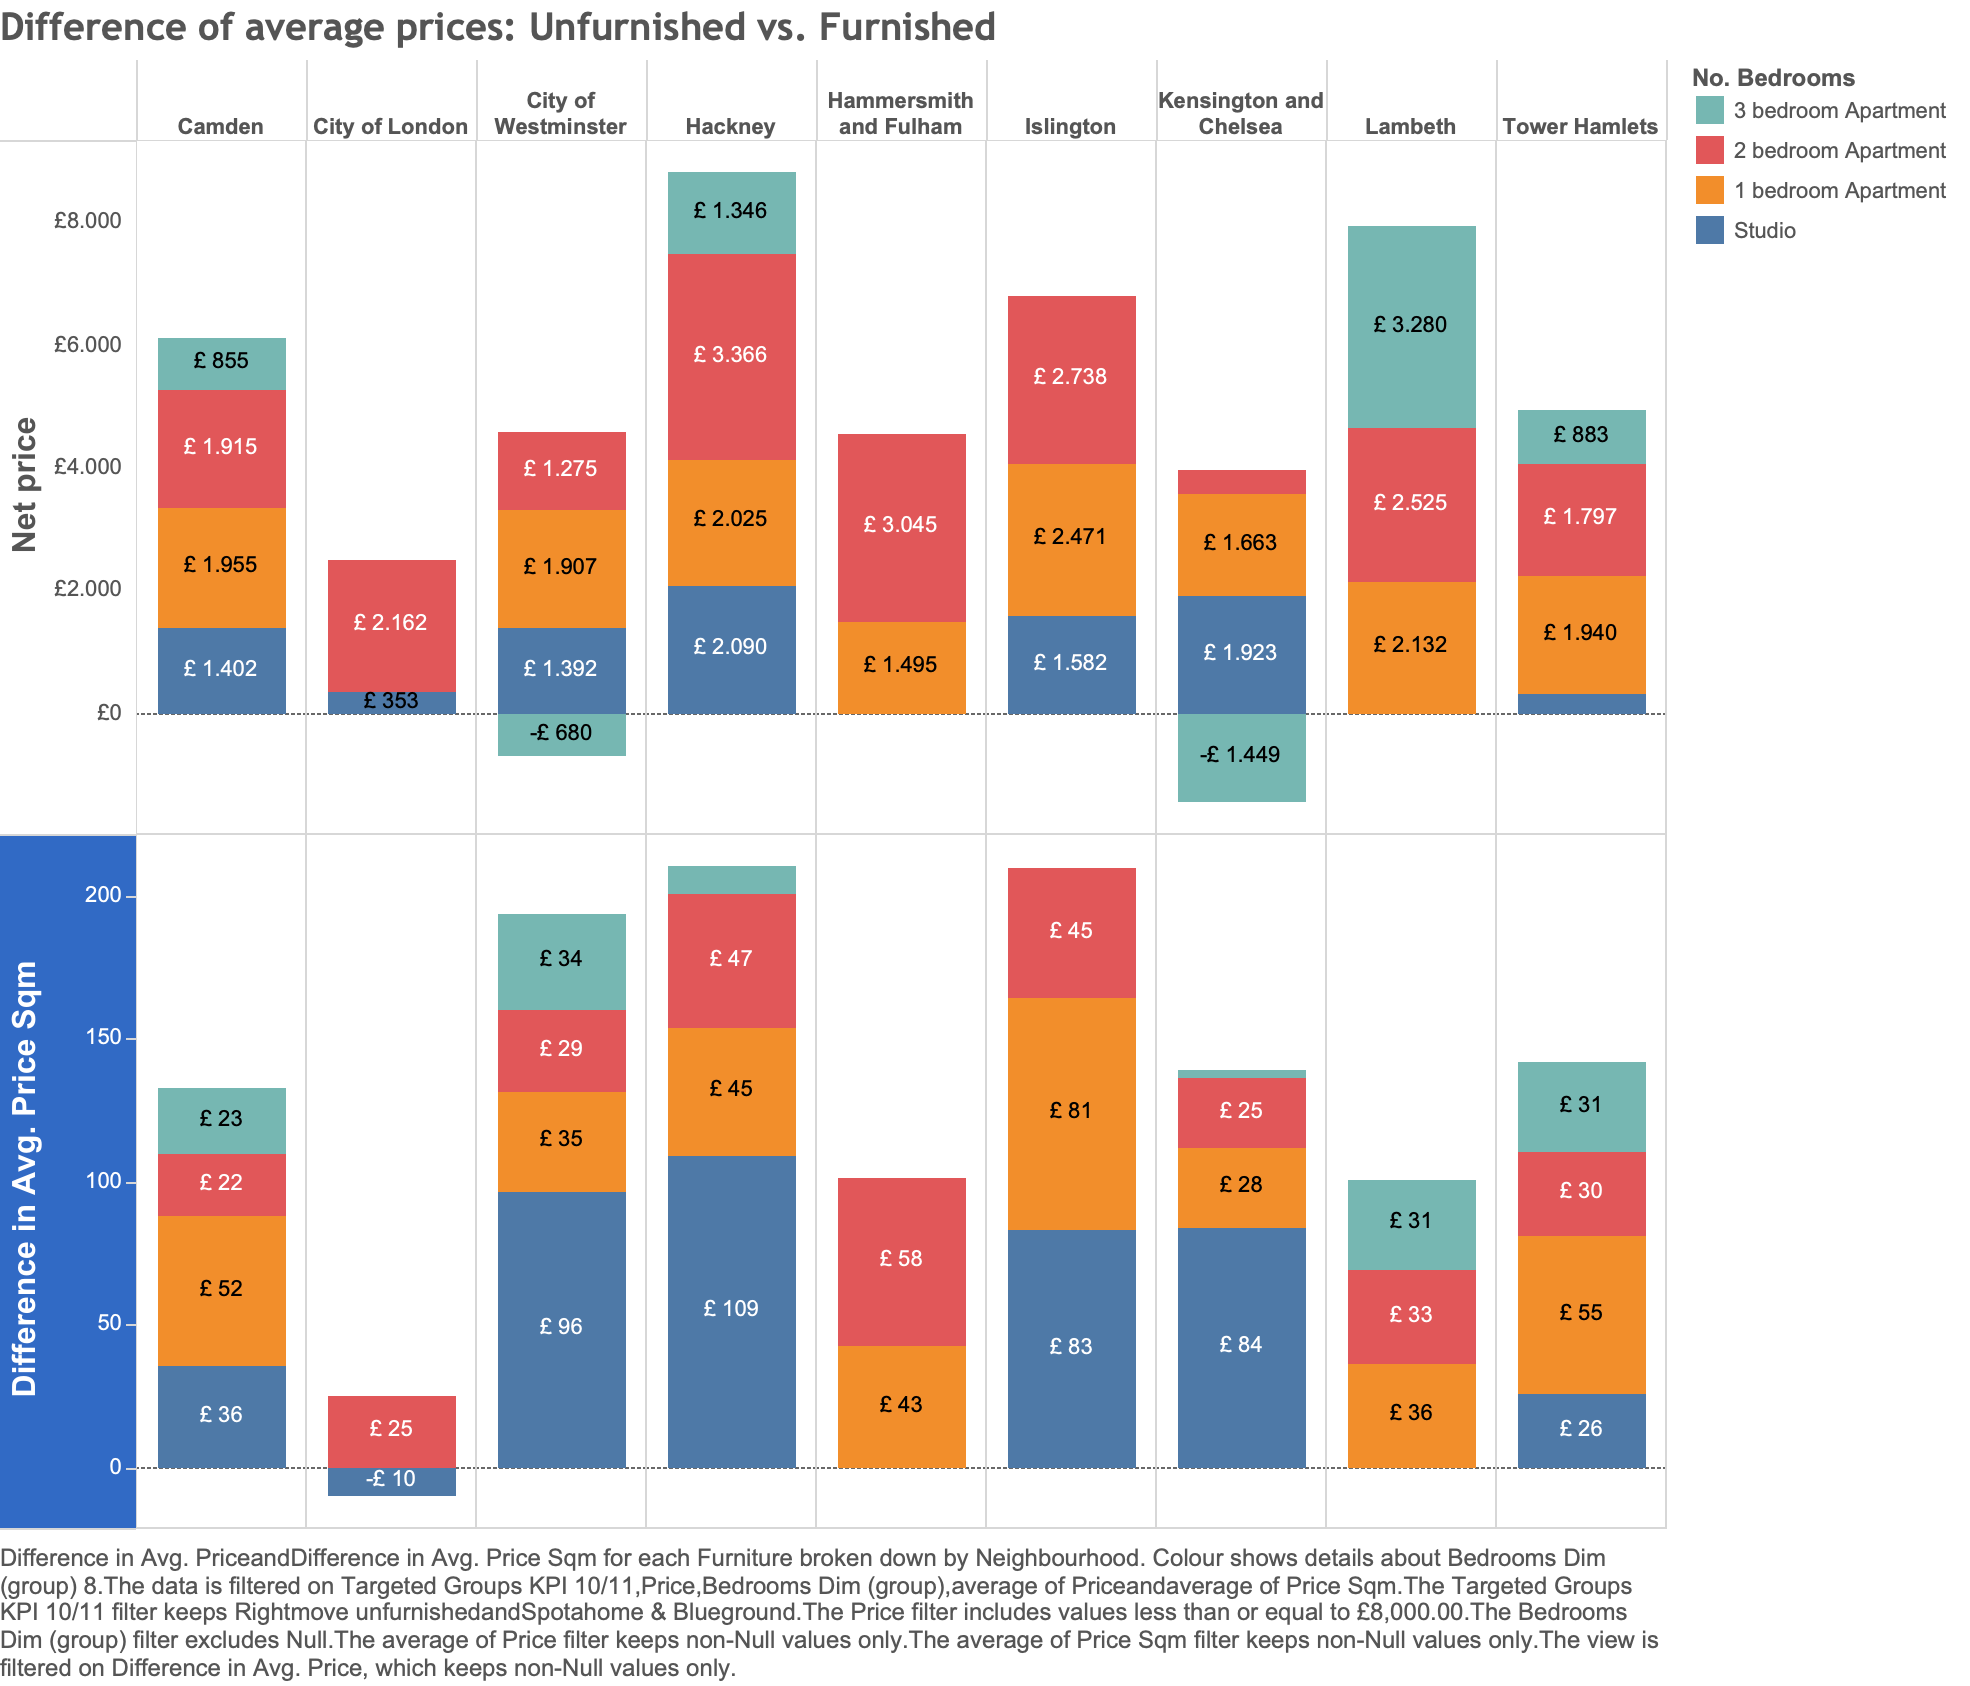 Difference of average prices: Unfurnished vs. Furnished
No. Bedrooms
3 bedroom Apartment
2 bedroom Apartment
1 bedroom Apartment
Studio
Camden
City of London
City of
Westminster
Hackney
Hammersmith
and Fulham
Islington
Kensington and
Chelsea
Lambeth
Tower Hamlets
Net price
£8.000
£6.000
£4.000
£2.000
£0
£ 855
£ 1.915
£ 1.955
£ 1.402
£ 2.162
£ 353
£ 1.275
£ 1.907
£ 1.392
-£ 680
£ 1.346
£ 3.366
£ 2.025
£ 2.090
£ 3.045
£ 1.495
£ 2.738
£ 2.471
£ 1.582
£ 1.663
£ 1.923
-£ 1.449
£ 3.280
£ 2.525
£ 2.132
£ 883
£ 1.797
£ 1.940
Difference in Avg. Price Sqm
200
150
100
50
0
£ 23
£ 22
£ 52
£ 36
£ 25
-£ 10
£ 34
£ 29
£ 35
£ 96
£ 47
£ 45
£ 109
£ 58
£ 43
£ 45
£ 81
£ 83
£ 25
£ 28
£ 84
£ 31
£ 33
£ 36
£ 31
£ 30
£ 55
£ 26
Difference in Avg. PriceandDifference in Avg. Price Sqm for each Furniture broken down by Neighbourhood. Colour shows details about Bedrooms Dim
(group) 8.The data is filtered on Targeted Groups KPI 10/11,Price,Bedrooms Dim (group),average of Priceandaverage of Price Sqm.The Targeted Groups
KPI 10/11 filter keeps Rightmove unfurnishedandSpotahome & Blueground.The Price filter includes values less than or equal to £8,000.00.The Bedrooms
Dim (group) filter excludes Null.The average of Price filter keeps non-Null values only.The average of Price Sqm filter keeps non-Null values only.The view is
filtered on Difference in Avg. Price, which keeps non-Null values only.